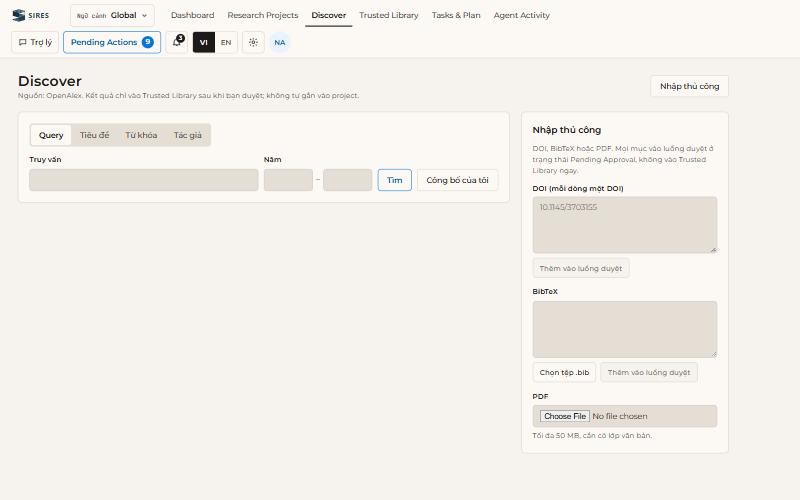 SIRES
Ngữ cảnh Global
Dashboard
Research Projects
Discover
Trusted Library
Tasks & Plan
Agent Activity
Trợ lý
Pending Actions 9
3
VI EN
NA
Discover
Nguồn: OpenAlex. Kết quả chỉ vào Trusted Library sau khi bạn duyệt; không tự gắn vào project.
Nhập thủ công
Query
Tiêu đề
Từ khóa
Tác giả
Truy vấn
Năm
–
Tìm
Công bố của tôi
Nhập thủ công
DOI, BibTeX hoặc PDF. Mọi mục vào luồng duyệt ở
trạng thái Pending Approval, không vào Trusted
Library ngay.
DOI (mỗi dòng một DOI)
10.1145/3703155
Thêm vào luồng duyệt
BibTeX
Chọn tệp .bib
Thêm vào luồng duyệt
PDF
Choose File No file chosen
Tối đa 50 MB, cần có lớp văn bản.